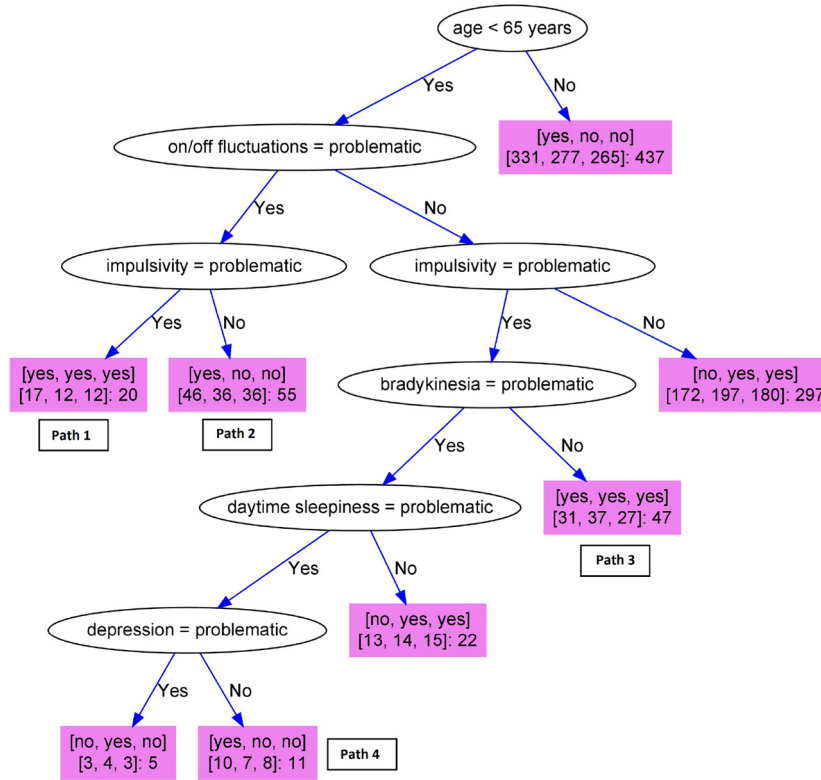 age < 65 years
Yes
No
on/off fluctuations = problematic
[yes, no, no]
[331, 277, 265]: 437
Yes
No
impulsivity = problematic
impulsivity = problematic
Yes
No
Yes
No
[yes, yes, yes]
[17, 12, 12]: 20
[yes, no, no]
[46, 36, 36]: 55
bradykinesia = problematic
[no, yes, yes]
[172, 197, 180]: 297
Path 1
Path 2
Yes
No
daytime sleepiness = problematic
[yes, yes, yes]
[31, 37, 27]: 47
Path 3
Yes
No
depression = problematic
[no, yes, yes]
[13, 14, 15]: 22
Yes
No
[no, yes, no]
[3, 4, 3]: 5
[yes, no, no]
[10, 7, 8]: 11
Path 4